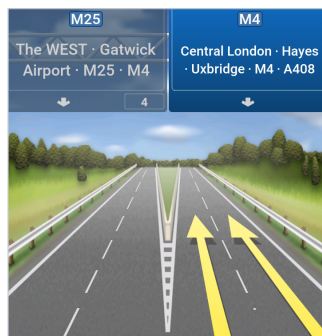 M25
The WEST · Gatwick
Airport · M25 · M4
4
M4
Central London · Hayes
· Uxbridge · M4 · A408